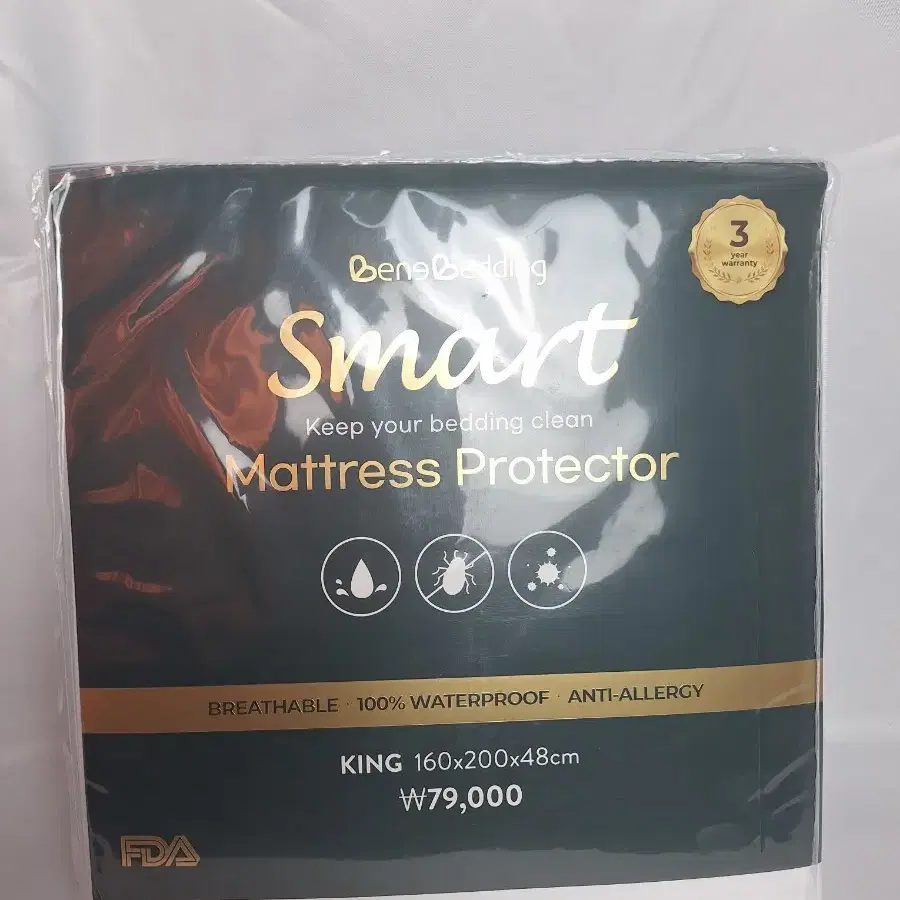 BeneBedding
3
year
warranty
Smart
Keep your bedding clean
Mattress Protector
BREATHABLE · 100% WATERPROOF · ANTI-ALLERGY
KING 160x200x48cm
₩79,000
FDA